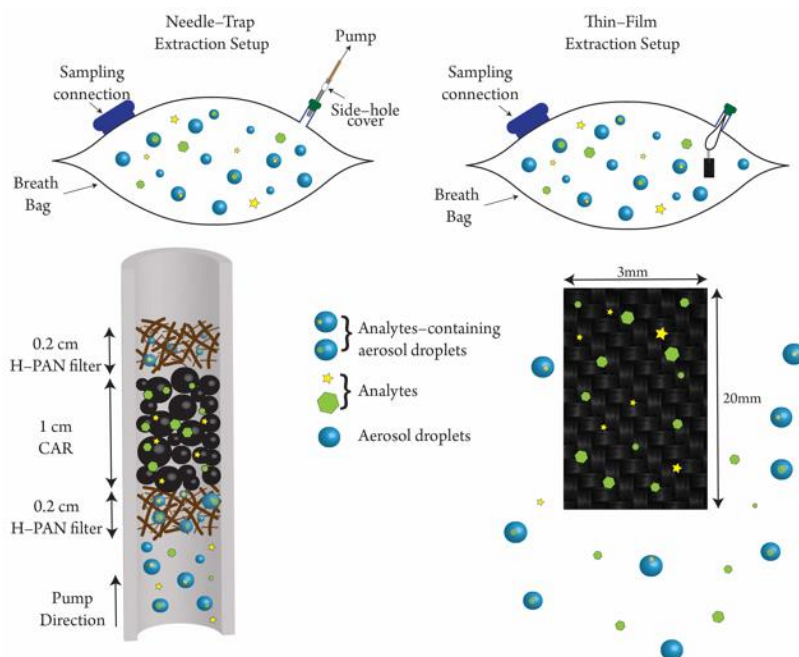 Needle–Trap
Extraction Setup
Pump
Sampling
connection
Side–hole
cover
Breath
Bag
Thin–Film
Extraction Setup
Sampling
connection
Breath
Bag
0.2 cm
H–PAN filter
1 cm
CAR
0.2 cm
H–PAN filter
Pump
Direction
Analytes–containing
aerosol droplets
Analytes
Aerosol droplets
3mm
20mm